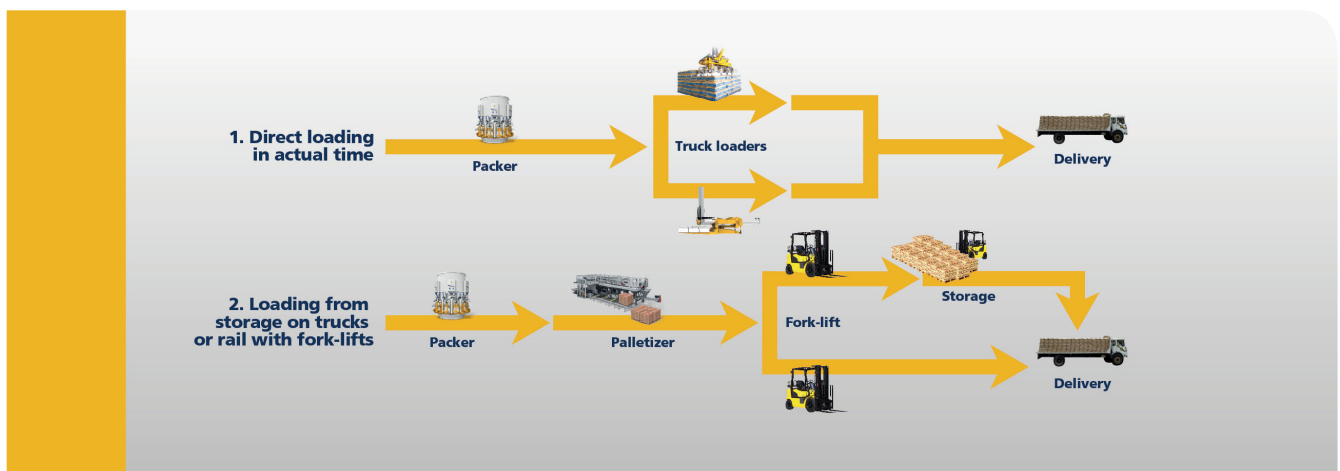 1. Direct loading
in actual time
Packer
Truck loaders
Delivery
2. Loading from
storage on trucks
or rail with fork-lifts
Packer
Palletizer
Fork-lift
Storage
Delivery